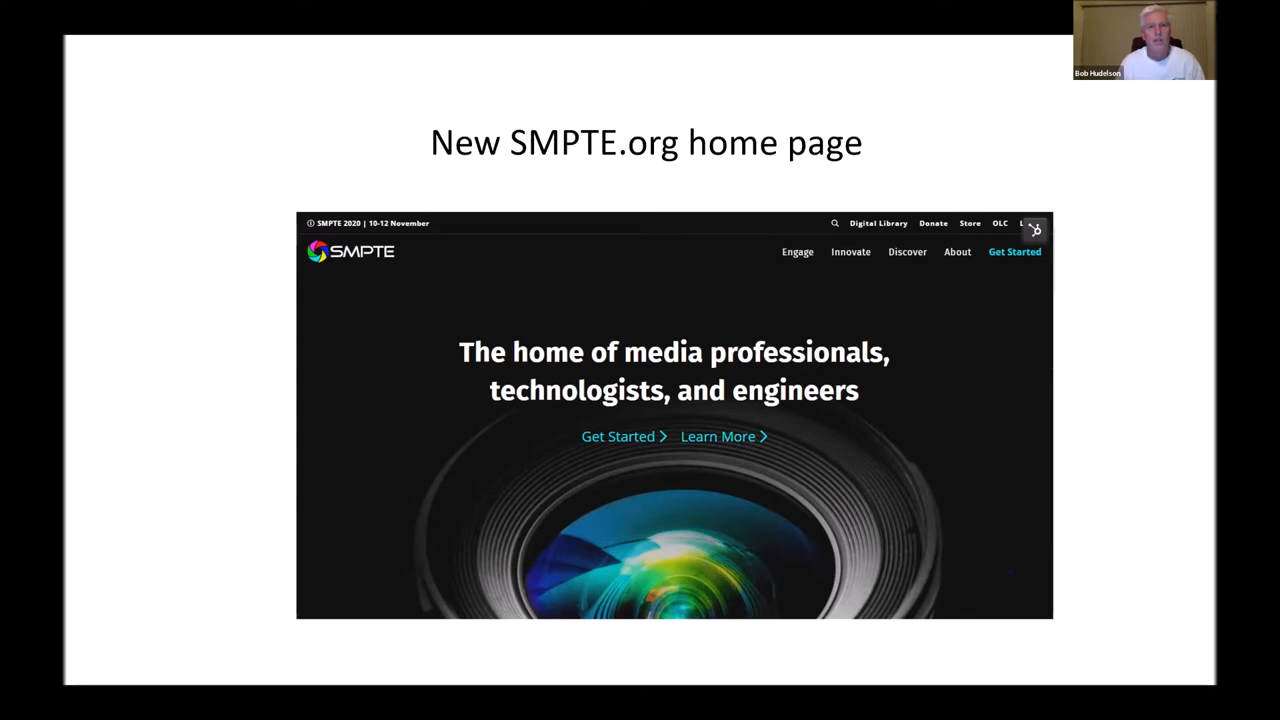 Bob Hudelson
New SMPTE.org home page
SMPTE 2020 | 10-12 November
Digital Library Donate Store OLC
SMPTE
Engage Innovate Discover About Get Started
The home of media professionals,
technologists, and engineers
Get Started Learn More